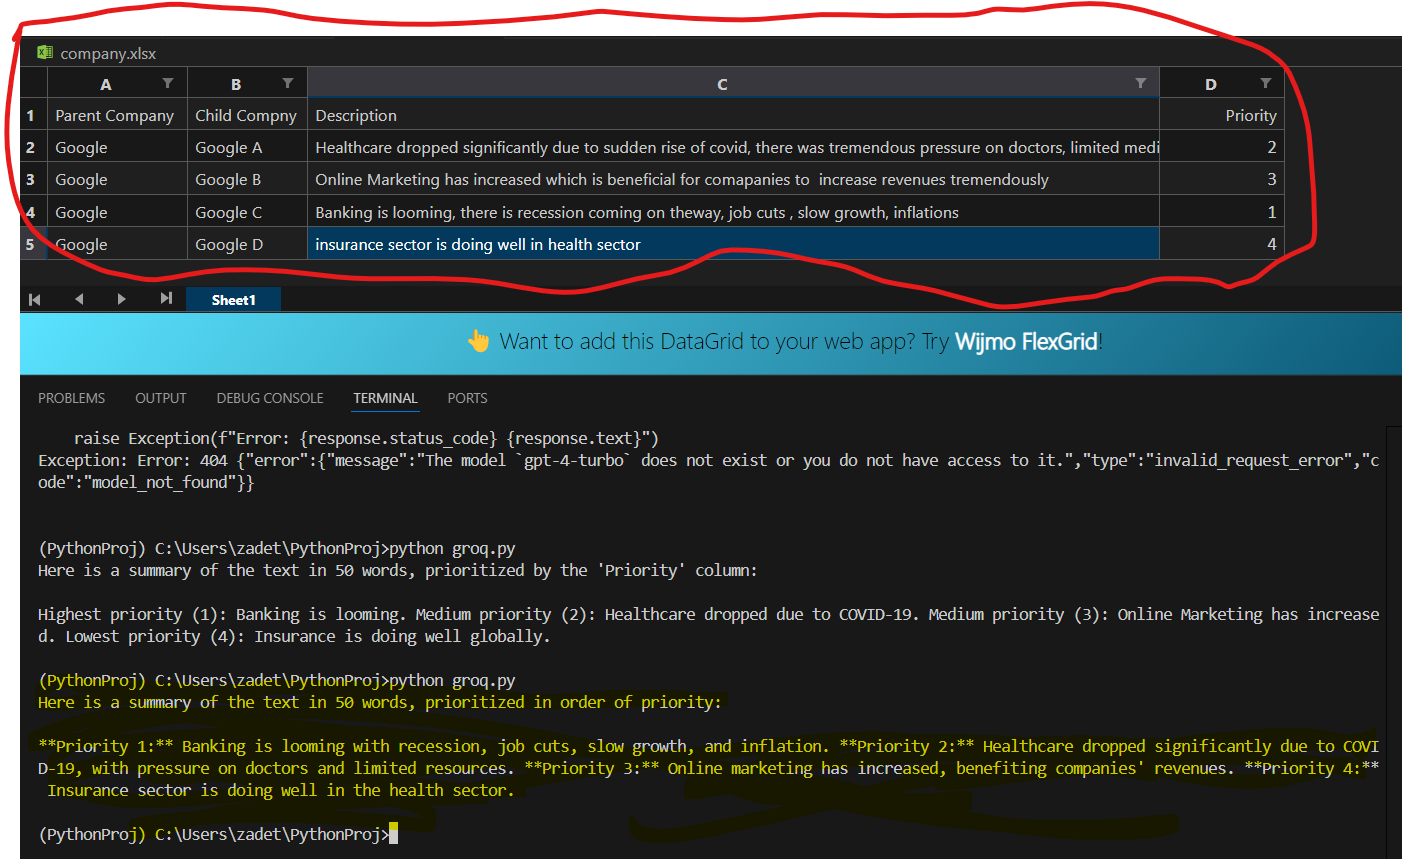 company.xlsx
A B C D
1 Parent Company Child Compny Description Priority
2 Google Google A Healthcare dropped significantly due to sudden rise of covid, there was tremendous pressure on doctors, limited medi 2
3 Google Google B Online Marketing has increased which is beneficial for comapanies to  increase revenues tremendously 3
4 Google Google C Banking is looming, there is recession coming on theway, job cuts , slow growth, inflations 1
5 Google Google D insurance sector is doing well in health sector 4
Sheet1
Want to add this DataGrid to your web app? Try Wijmo FlexGrid!
PROBLEMS OUTPUT DEBUG CONSOLE TERMINAL PORTS
raise Exception(f"Error: {response.status_code} {response.text}")
Exception: Error: 404 {"error":{"message":"The model `gpt-4-turbo` does not exist or you do not have access to it.","type":"invalid_request_error","c
ode":"model_not_found"}}
(PythonProj) C:\Users\zadet\PythonProj>python groq.py
Here is a summary of the text in 50 words, prioritized by the 'Priority' column:
Highest priority (1): Banking is looming. Medium priority (2): Healthcare dropped due to COVID-19. Medium priority (3): Online Marketing has increase
d. Lowest priority (4): Insurance is doing well globally.
(PythonProj) C:\Users\zadet\PythonProj>python groq.py
Here is a summary of the text in 50 words, prioritized in order of priority:
**Priority 1:** Banking is looming with recession, job cuts, slow growth, and inflation. **Priority 2:** Healthcare dropped significantly due to COVI
D-19, with pressure on doctors and limited resources. **Priority 3:** Online marketing has increased, benefiting companies' revenues. **Priority 4:**
Insurance sector is doing well in the health sector.
(PythonProj) C:\Users\zadet\PythonProj>